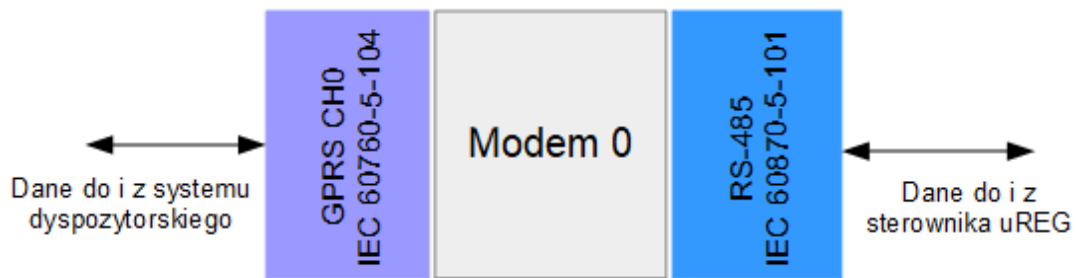 Dane do i z systemu
dyspozytorskiego
GPRS CH0
IEC 60760-5-104
Modem 0
RS-485
IEC 60870-5-101
Dane do i z
sterownika uREG